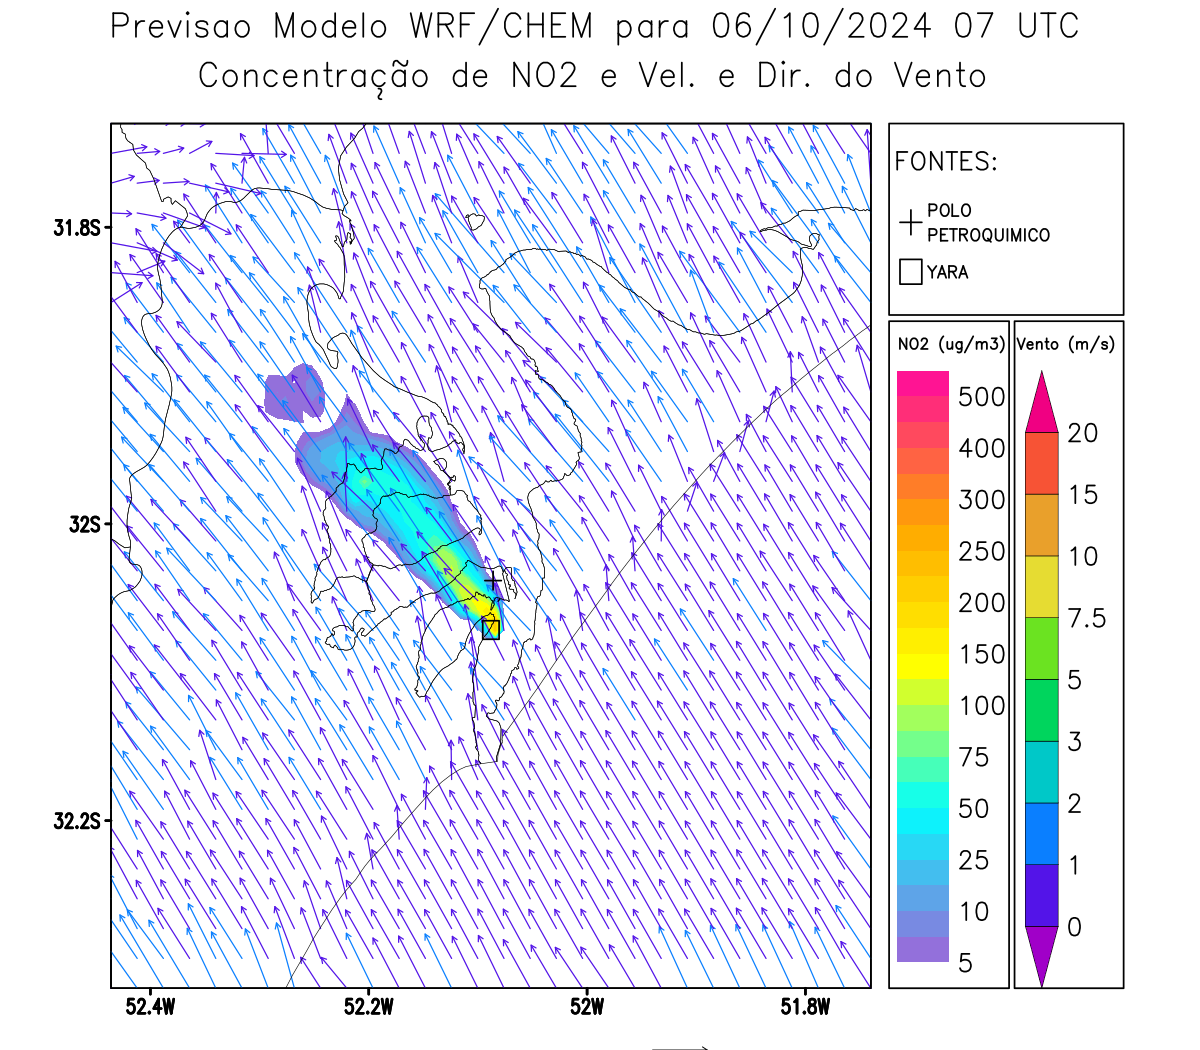 Previsao Modelo WRF/CHEM para 06/10/2024 07 UTC
Concentração de NO2 e Vel. e Dir. do Vento
FONTES:
POLO
PETROQUIMICO
YARA
31.8S
32S
32.2S
52.4W
52.2W
52W
51.8W
NO2 (ug/m3)
500
400
300
250
200
150
100
75
50
25
10
5
Vento (m/s)
20
15
10
7.5
5
3
2
1
0